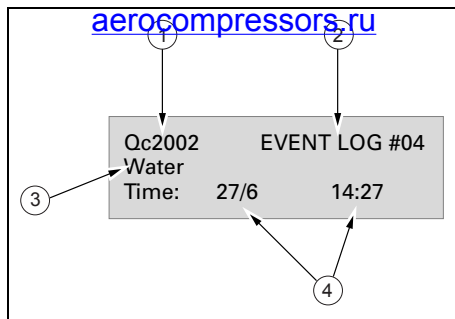 aerocompressors.ru
1 2
Qc2002 EVENT LOG #04
Water
3
Time: 27/6 14:27
4